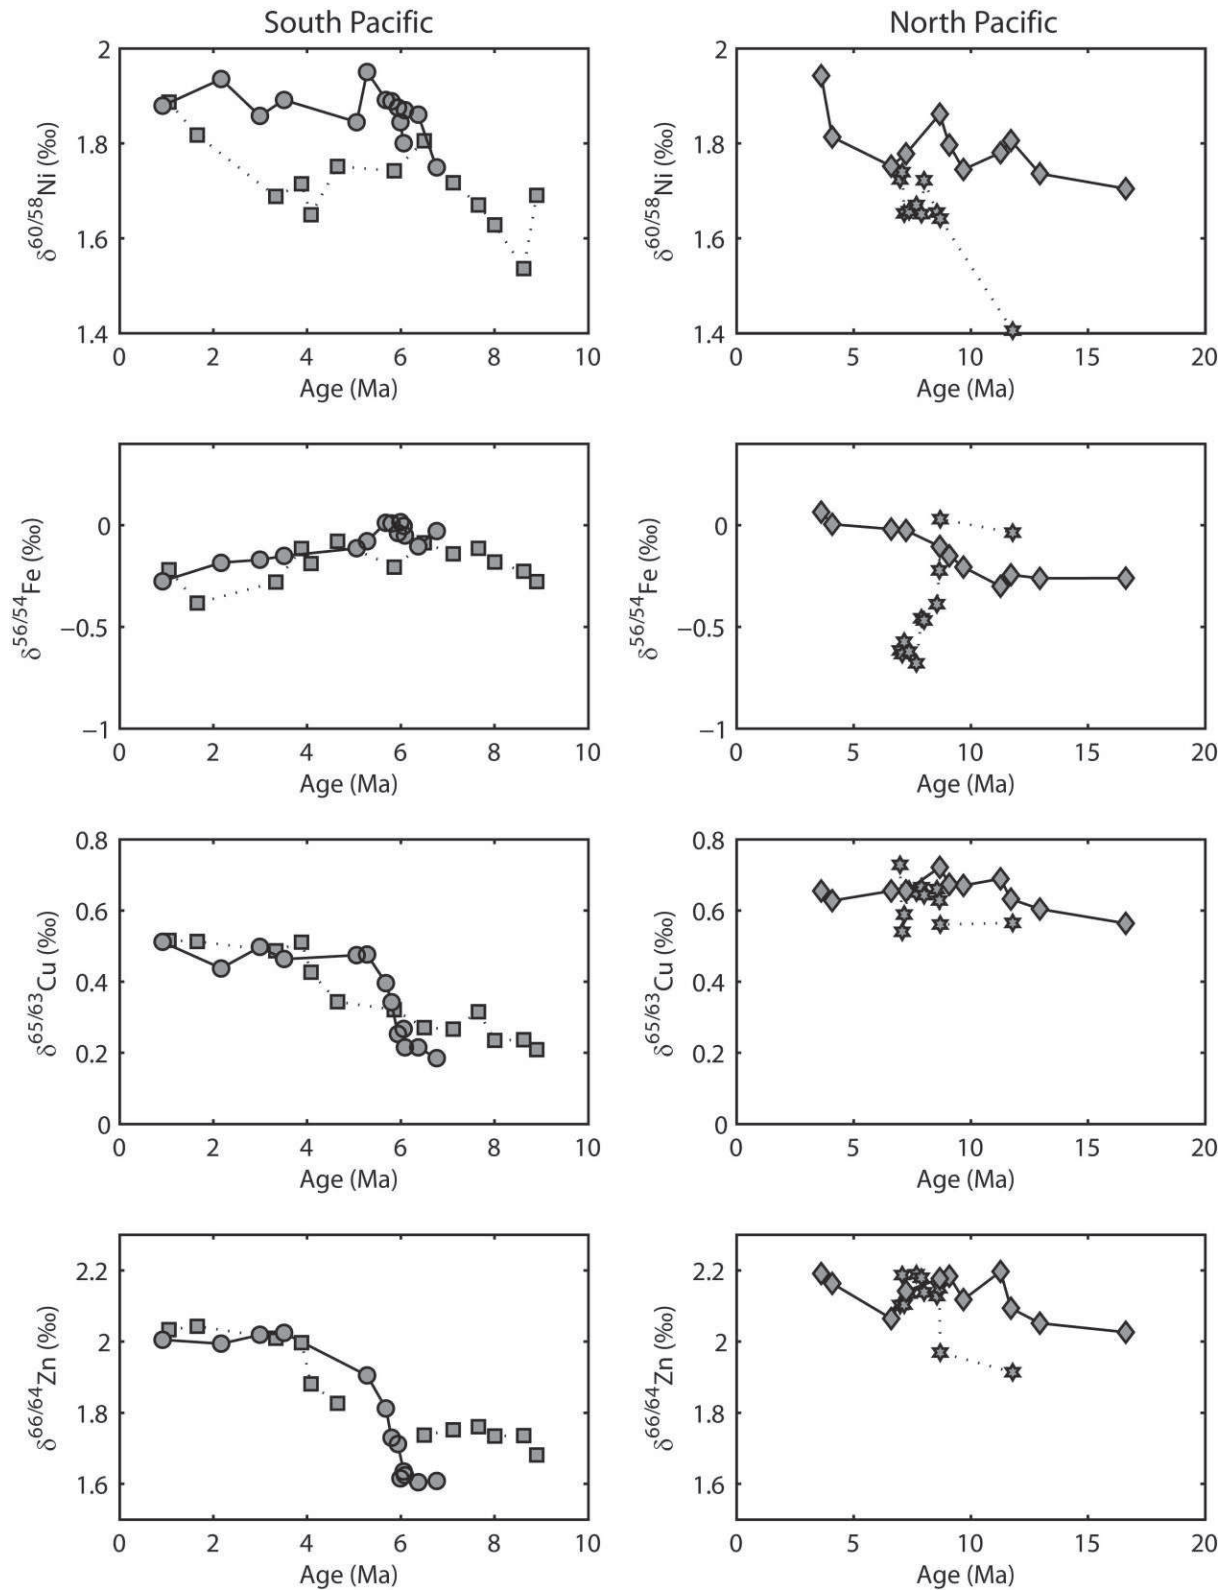 South Pacific
North Pacific
δ60/58Ni (‰)
2
1.8
1.6
1.4
0 2 4 6 8 10
Age (Ma)
δ60/58Ni (‰)
2
1.8
1.6
1.4
0 5 10 15 20
Age (Ma)
δ56/54Fe (‰)
0
−0.5
−1
0 2 4 6 8 10
Age (Ma)
δ56/54Fe (‰)
0
−0.5
−1
0 5 10 15 20
Age (Ma)
δ65/63Cu (‰)
0.8
0.6
0.4
0.2
0
0 2 4 6 8 10
Age (Ma)
δ65/63Cu (‰)
0.8
0.6
0.4
0.2
0
0 5 10 15 20
Age (Ma)
δ66/64Zn (‰)
2.2
2
1.8
1.6
0 2 4 6 8 10
Age (Ma)
δ66/64Zn (‰)
2.2
2
1.8
1.6
0 5 10 15 20
Age (Ma)